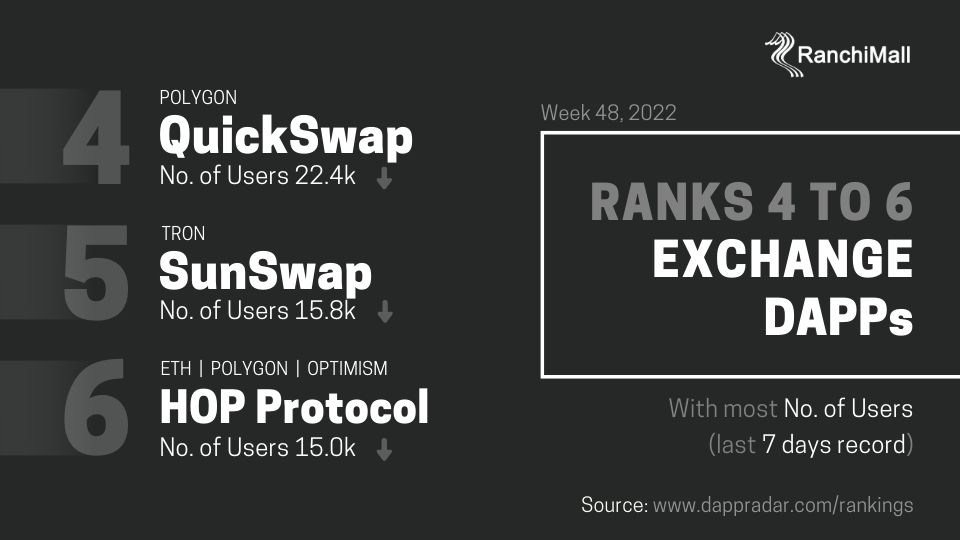 RanchiMall
4
POLYGON
QuickSwap
No. of Users 22.4k
5
TRON
SunSwap
No. of Users 15.8k
6
ETH | POLYGON | OPTIMISM
HOP Protocol
No. of Users 15.0k
Week 48, 2022
RANKS 4 TO 6
EXCHANGE
DAPPs
With most No. of Users
(last 7 days record)
Source: www.dappradar.com/rankings